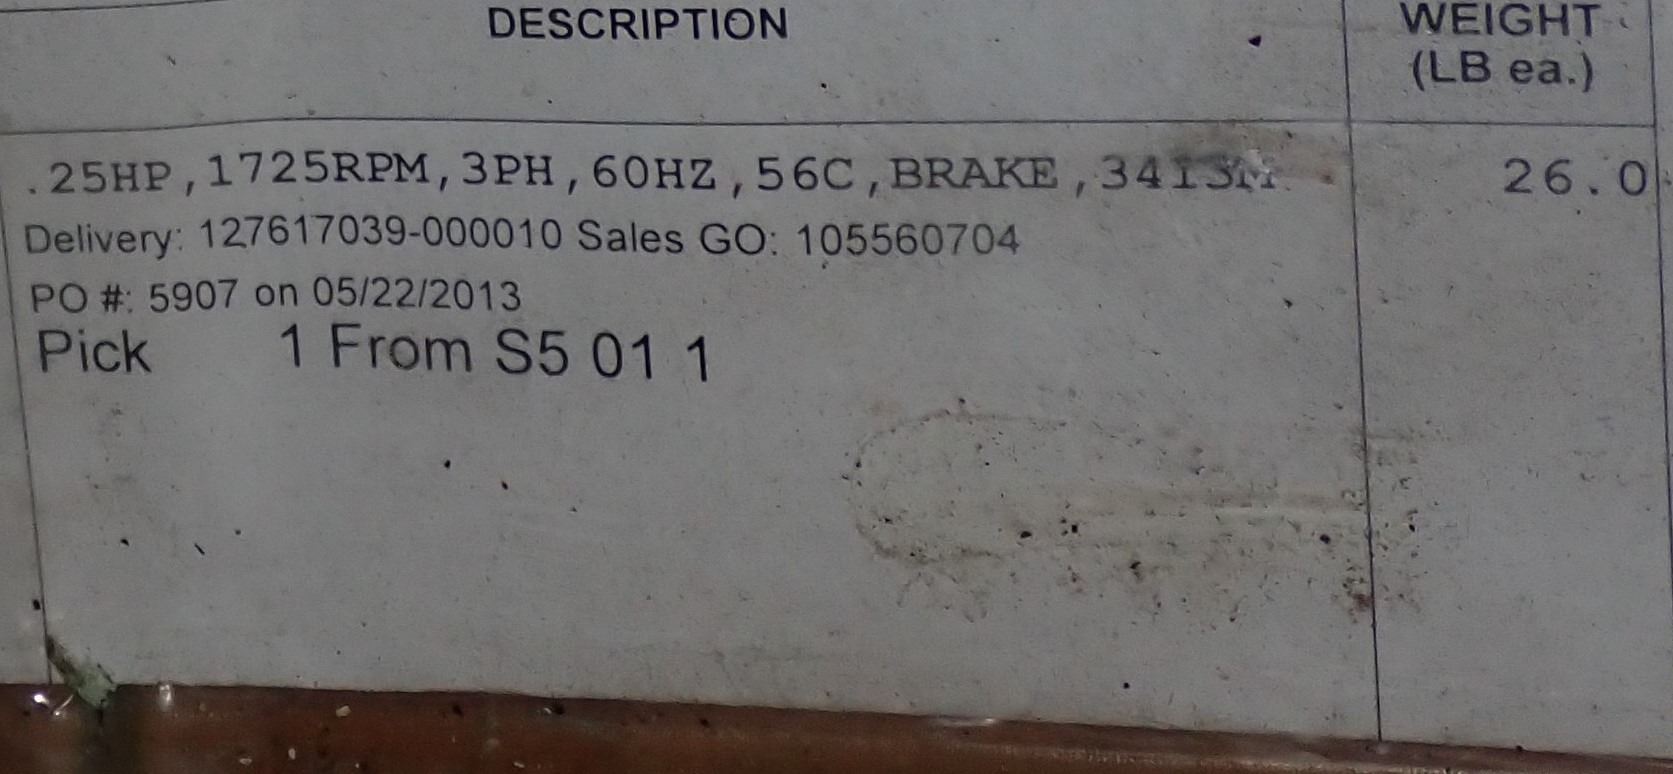 DESCRIPTION
WEIGHT
(LB ea.)
.25HP,1725RPM,3PH,60HZ,56C,BRAKE,3413M 26.0
Delivery: 127617039-000010 Sales GO: 105560704
PO #: 5907 on 05/22/2013
Pick 1 From S5 01 1